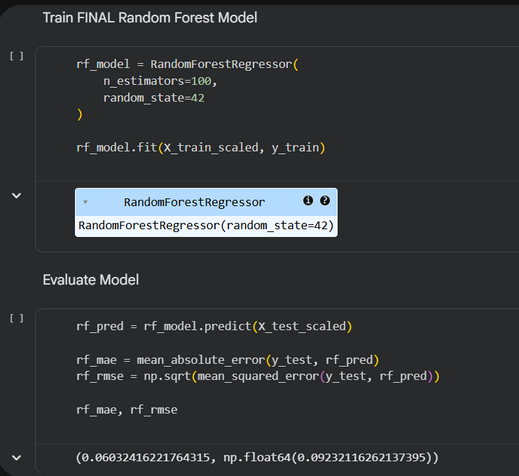 Train FINAL Random Forest Model
[ ]
rf_model = RandomForestRegressor(
    n_estimators=100,
    random_state=42
)
rf_model.fit(X_train_scaled, y_train)
RandomForestRegressor i ?
RandomForestRegressor(random_state=42)
Evaluate Model
[ ]
rf_pred = rf_model.predict(X_test_scaled)
rf_mae = mean_absolute_error(y_test, rf_pred)
rf_rmse = np.sqrt(mean_squared_error(y_test, rf_pred))
rf_mae, rf_rmse
(0.06032416221764315, np.float64(0.09232116262137395))